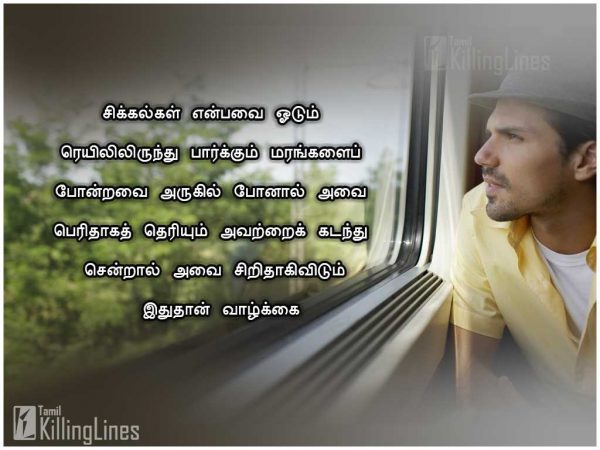 Tamil
KillingLines
சிக்கல்கள் என்பவை ஓடும்
ரெயிலிலிருந்து பார்க்கும் மரங்களைப்
போன்றவை அருகில் போனால் அவை
பெரிதாகத் தெரியும் அவற்றைக் கடந்து
சென்றால் அவை சிறிதாகிவிடும்
இதுதான் வாழ்க்கை
Tamil
KillingLines